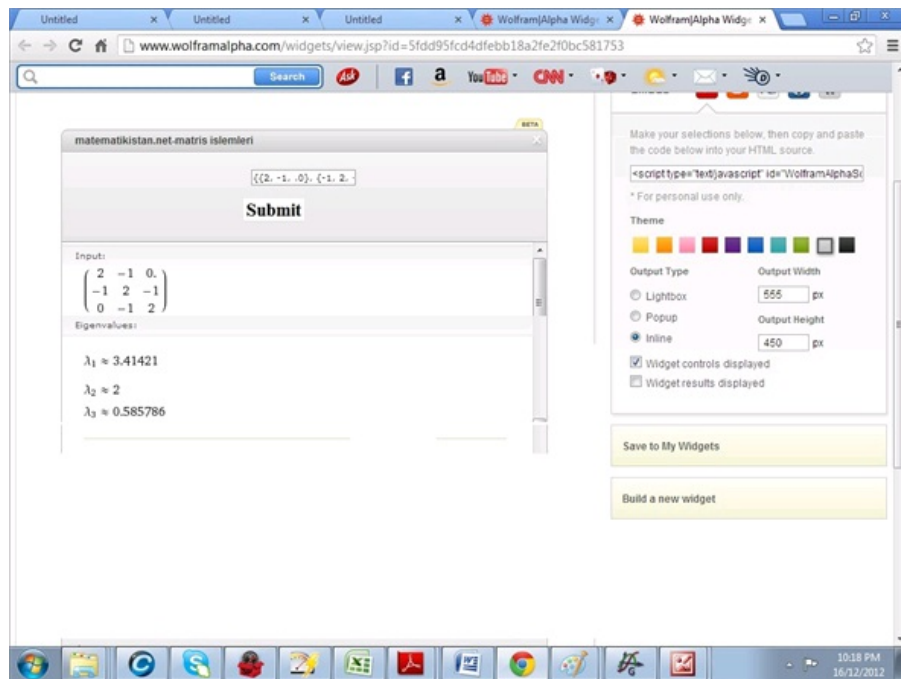 Untitled
Untitled
Untitled
Wolfram|Alpha Widge
Wolfram|Alpha Widge
www.wolframalpha.com/widgets/view.jsp?id=5fdd95fcd4dfebb18a2fe2f0bc581753
Search
Ask
a
YouTube
CNN
BETA
matematikistan.net-matris islemleri
{{2, -1, .0}, {-1, 2, -
Submit
Input:
2 -1 0.
-1 2 -1
0 -1 2
Eigenvalues:
λ1 ≈ 3.41421
λ2 ≈ 2
λ3 ≈ 0.585786
Make your selections below, then copy and paste
the code below into your HTML source.
<script type="text/javascript" id="WolframAlphaSc
* For personal use only.
Theme
Output Type
Output Width
Lightbox
555 px
Popup
Output Height
Inline
450 px
Widget controls displayed
Widget results displayed
Save to My Widgets
Build a new widget
10:18 PM
16/12/2012